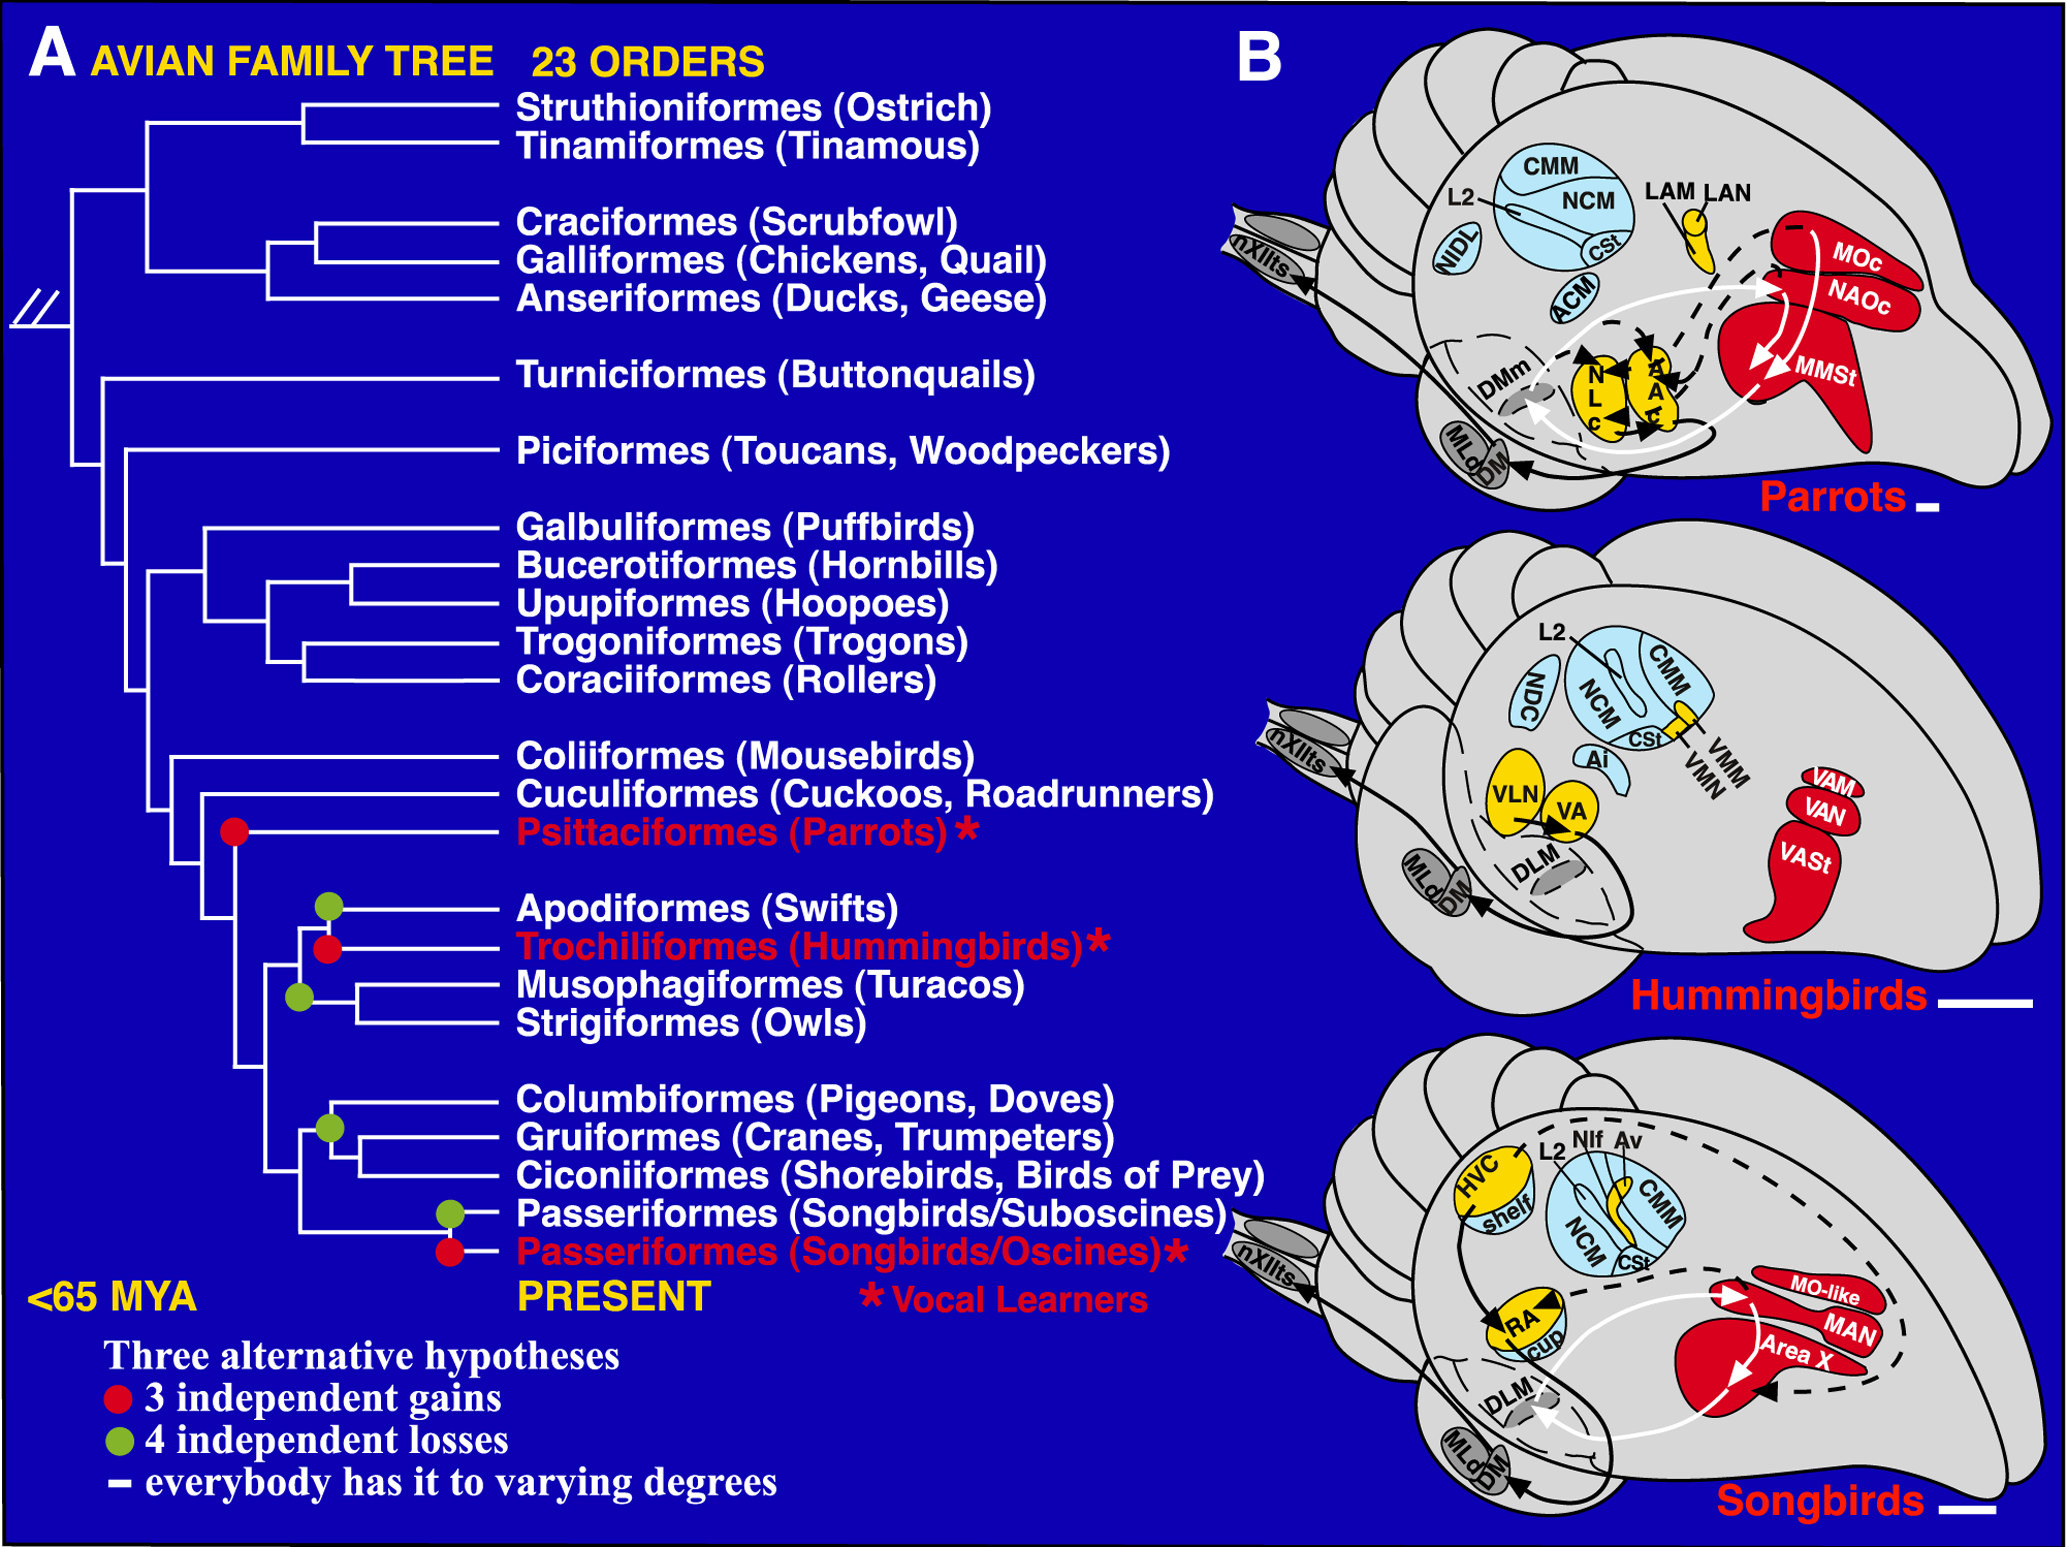 A AVIAN FAMILY TREE 23 ORDERS
Struthioniformes (Ostrich)
Tinamiformes (Tinamous)
Craciformes (Scrubfowl)
Galliformes (Chickens, Quail)
Anseriformes (Ducks, Geese)
Turniciformes (Buttonquails)
Piciformes (Toucans, Woodpeckers)
Galbuliformes (Puffbirds)
Bucerotiformes (Hornbills)
Upupiformes (Hoopoes)
Trogoniformes (Trogons)
Coraciiformes (Rollers)
Coliiformes (Mousebirds)
Cuculiformes (Cuckoos, Roadrunners)
Psittaciformes (Parrots) *
Apodiformes (Swifts)
Trochiliformes (Hummingbirds) *
Musophagiformes (Turacos)
Strigiformes (Owls)
Columbiformes (Pigeons, Doves)
Gruiformes (Cranes, Trumpeters)
Ciconiiformes (Shorebirds, Birds of Prey)
Passeriformes (Songbirds/Suboscines)
Passeriformes (Songbirds/Oscines) *
<65 MYA
PRESENT
* Vocal Learners
Three alternative hypotheses
3 independent gains
4 independent losses
everybody has it to varying degrees
B
CMM
L2
NCM
LAM LAN
NIDL
CSt
ACM
nXIIts
MOc
NAOc
MMSt
DMm
NLc
AAc
MLd
DM
Parrots
L2
CMM
NDC
NCM
CSt
VMM
VMN
Ai
nXIIts
VLN
VA
VAM
VAN
VASt
DLM
MLd
DM
Hummingbirds
NIf Av
L2
HVC
shelf
CMM
NCM
CSt
nXIIts
RA
cup
MO-like
MAN
Area X
DLM
MLd
DM
Songbirds